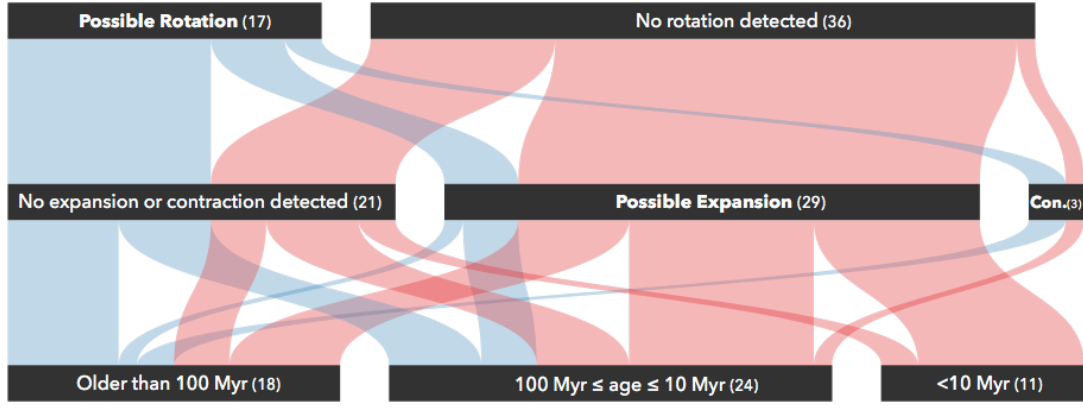 Possible Rotation (17)
No rotation detected (36)
No expansion or contraction detected (21)
Possible Expansion (29)
Con.(3)
Older than 100 Myr (18)
100 Myr ≤ age ≤ 10 Myr (24)
<10 Myr (11)